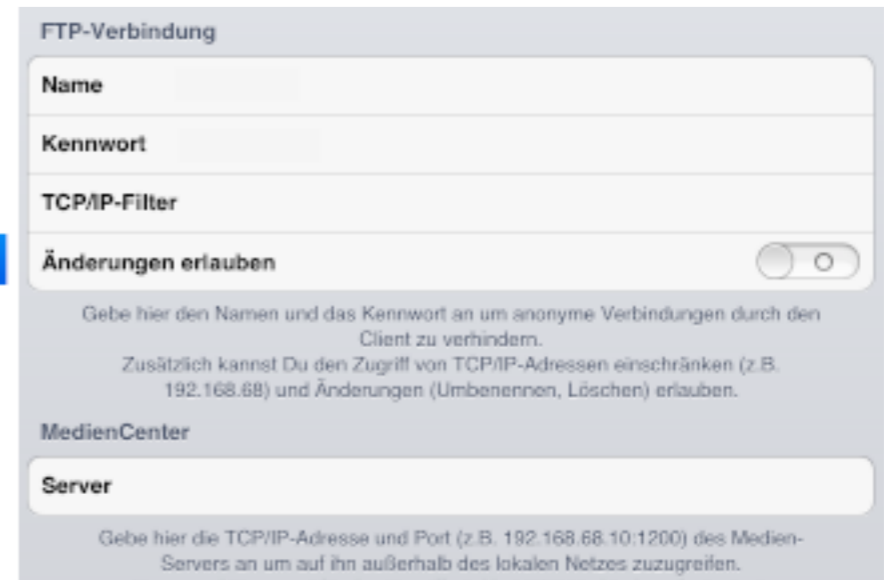 FTP-Verbindung
Name
Kennwort
TCP/IP-Filter
Änderungen erlauben
Gebe hier den Namen und das Kennwort an um anonyme Verbindungen durch den
Client zu verhindern.
Zusätzlich kannst Du den Zugriff von TCP/IP-Adressen einschränken (z.B.
192.168.68) und Änderungen (Umbenennen, Löschen) erlauben.
MedienCenter
Server
Gebe hier die TCP/IP-Adresse und Port (z.B. 192.168.68.10:1200) des Medien-
Servers an um auf ihn außerhalb des lokalen Netzes zuzugreifen.